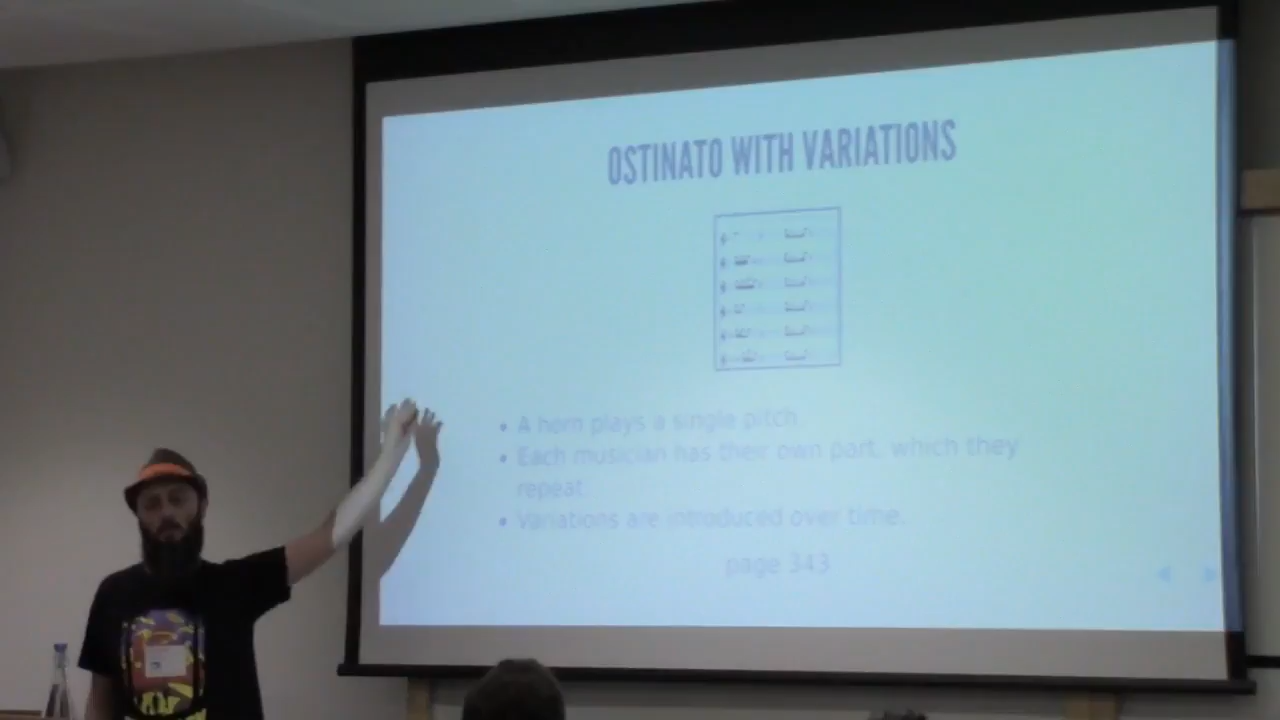 OSTINATO WITH VARIATIONS
• A horn plays a single pitch.
• Each musician has their own part, which they
repeat.
• Variations are introduced over time.
page 343